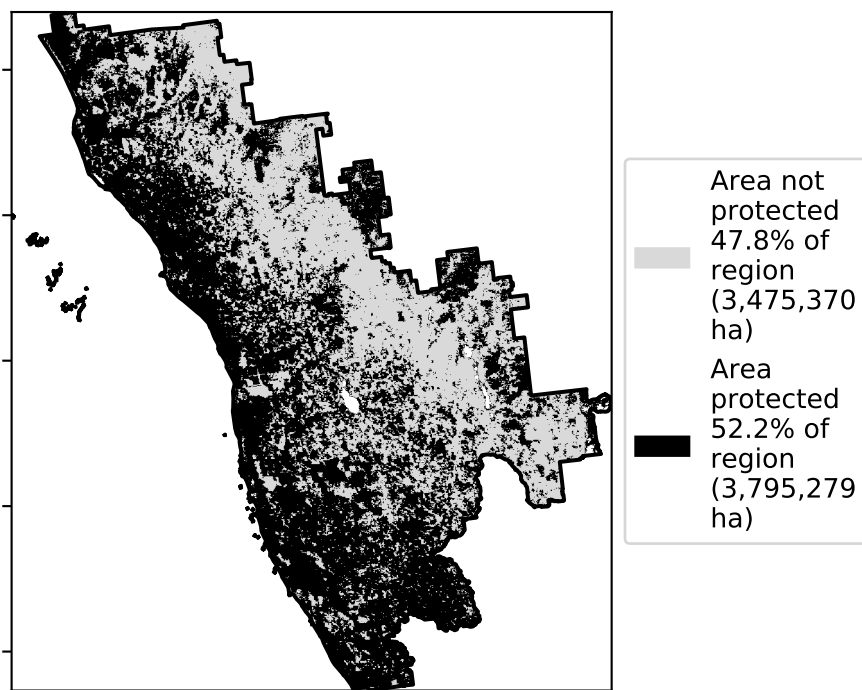 Area not
protected
47.8% of
region
(3,475,370
ha)
Area
protected
52.2% of
region
(3,795,279
ha)